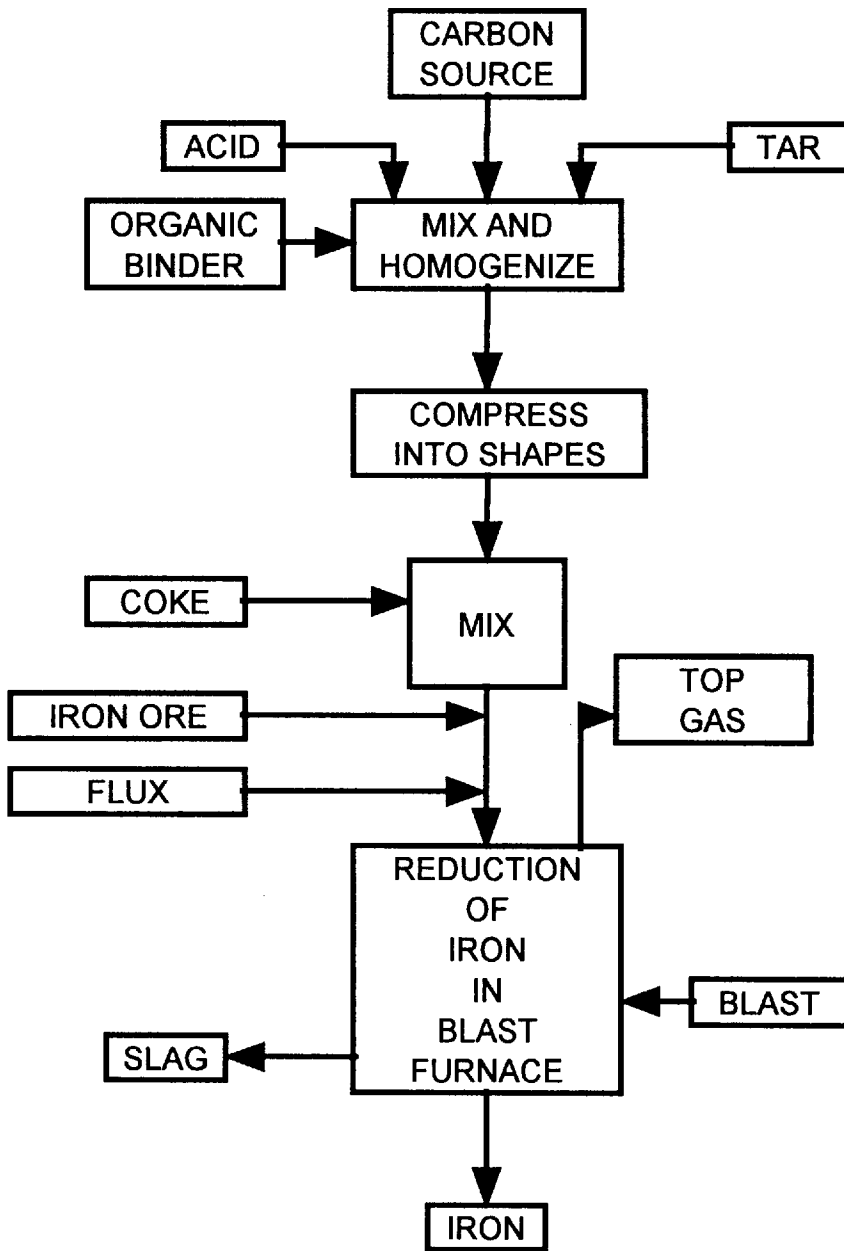 CARBON
SOURCE
ACID
TAR
ORGANIC
BINDER
MIX AND
HOMOGENIZE
COMPRESS
INTO SHAPES
COKE
MIX
TOP
GAS
IRON ORE
FLUX
REDUCTION
OF
IRON
IN
BLAST
FURNACE
BLAST
SLAG
IRON